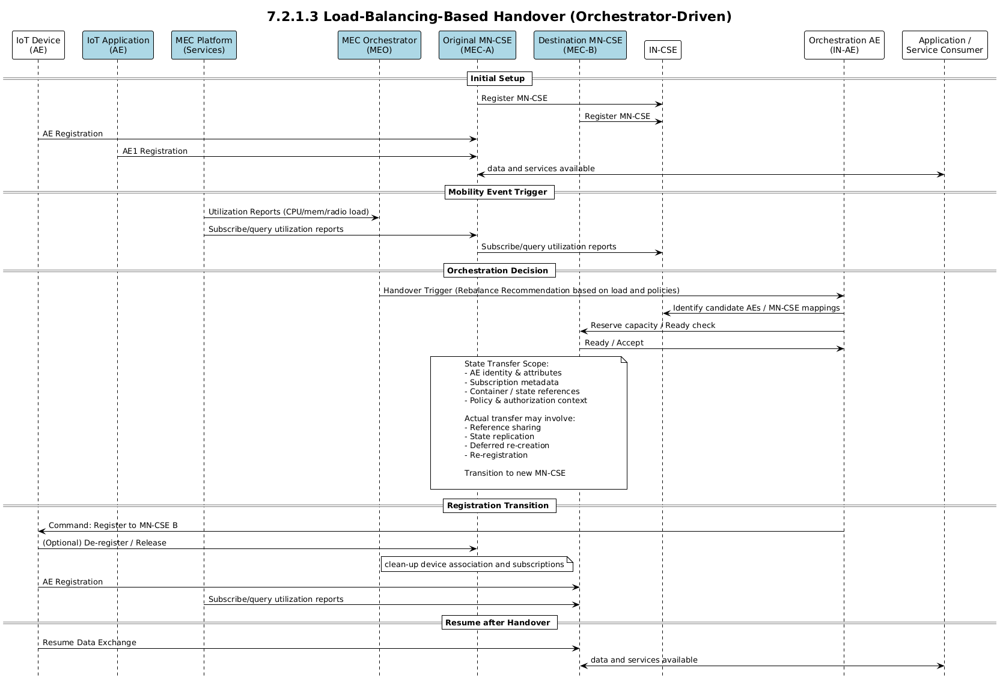 7.2.1.3 Load-Balancing-Based Handover (Orchestrator-Driven)
IoT Device
(AE)
IoT Application
(AE)
MEC Platform
(Services)
MEC Orchestrator
(MEO)
Original MN-CSE
(MEC-A)
Destination MN-CSE
(MEC-B)
IN-CSE
Orchestration AE
(IN-AE)
Application /
Service Consumer
Initial Setup
Register MN-CSE
Register MN-CSE
AE Registration
AE1 Registration
data and services available
Mobility Event Trigger
Utilization Reports (CPU/mem/radio load)
Subscribe/query utilization reports
Subscribe/query utilization reports
Orchestration Decision
Handover Trigger (Rebalance Recommendation based on load and policies)
Identify candidate AEs / MN-CSE mappings
Reserve capacity / Ready check
Ready / Accept
State Transfer Scope:
- AE identity & attributes
- Subscription metadata
- Container / state references
- Policy & authorization context
Actual transfer may involve:
- Reference sharing
- State replication
- Deferred re-creation
- Re-registration
Transition to new MN-CSE
Registration Transition
Command: Register to MN-CSE B
(Optional) De-register / Release
clean-up device association and subscriptions
AE Registration
Subscribe/query utilization reports
Resume after Handover
Resume Data Exchange
data and services available